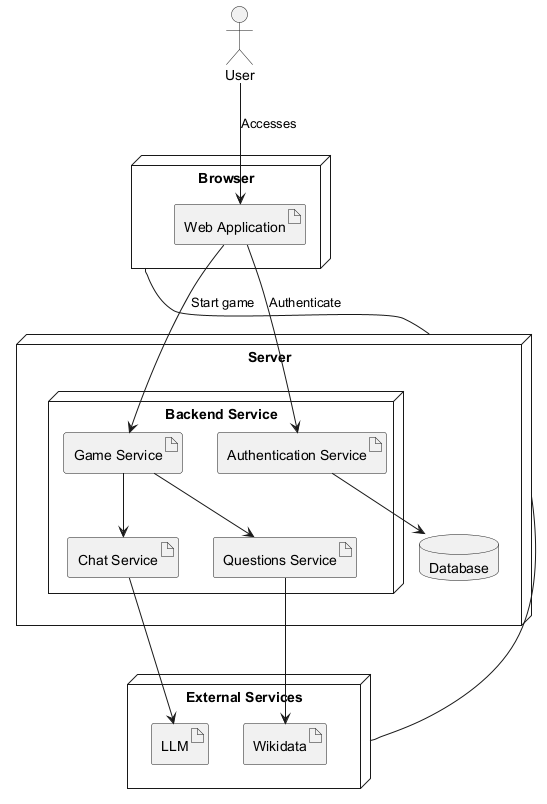 User
Accesses
Browser
Web Application
Start game
Authenticate
Server
Backend Service
Game Service
Authentication Service
Chat Service
Questions Service
Database
External Services
LLM
Wikidata